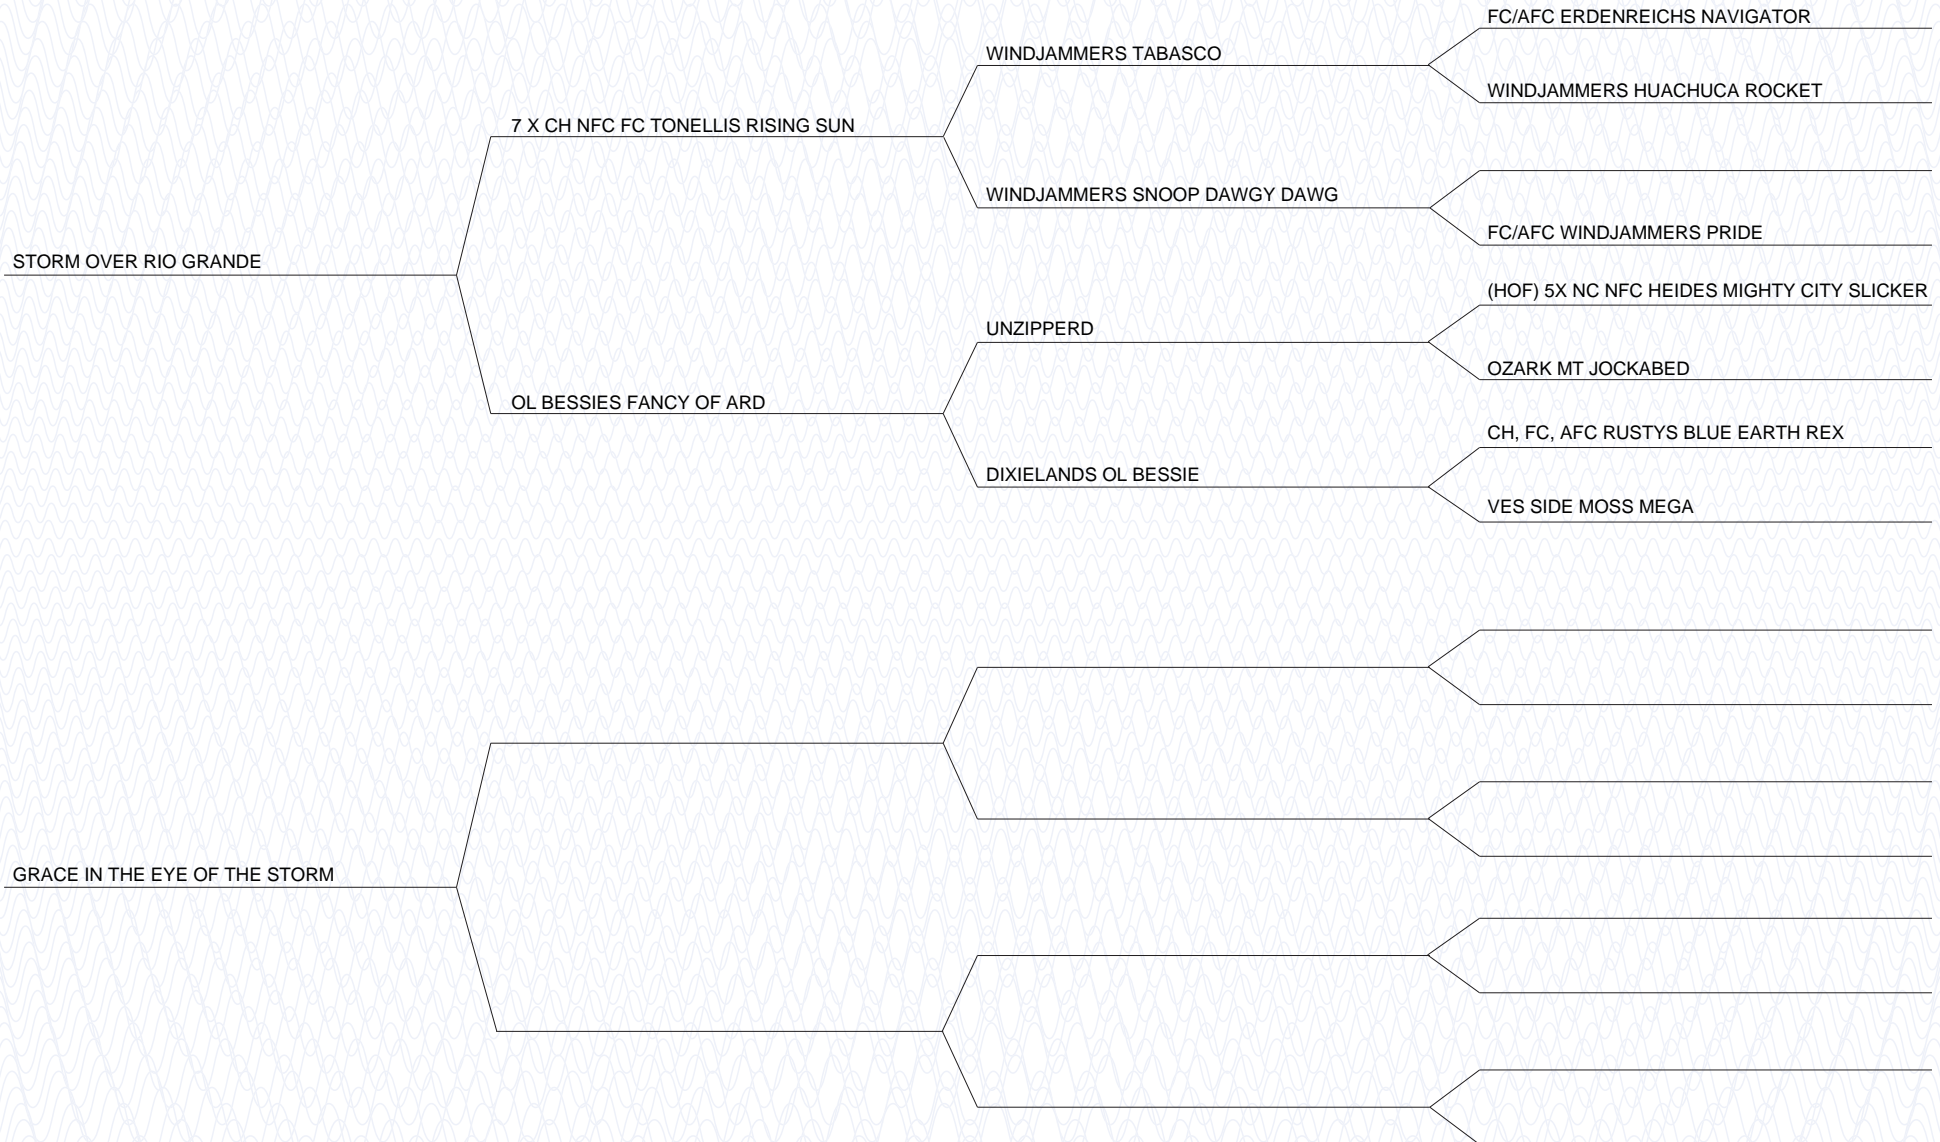 FC/AFC ERDENREICHS NAVIGATOR
WINDJAMMERS TABASCO
WINDJAMMERS HUACHUCA ROCKET
7 X CH NFC FC TONELLIS RISING SUN
WINDJAMMERS SNOOP DAWGY DAWG
FC/AFC WINDJAMMERS PRIDE
STORM OVER RIO GRANDE
(HOF) 5X NC NFC HEIDES MIGHTY CITY SLICKER
UNZIPPERD
OZARK MT JOCKABED
OL BESSIES FANCY OF ARD
CH, FC, AFC RUSTYS BLUE EARTH REX
DIXIELANDS OL BESSIE
VES SIDE MOSS MEGA
GRACE IN THE EYE OF THE STORM